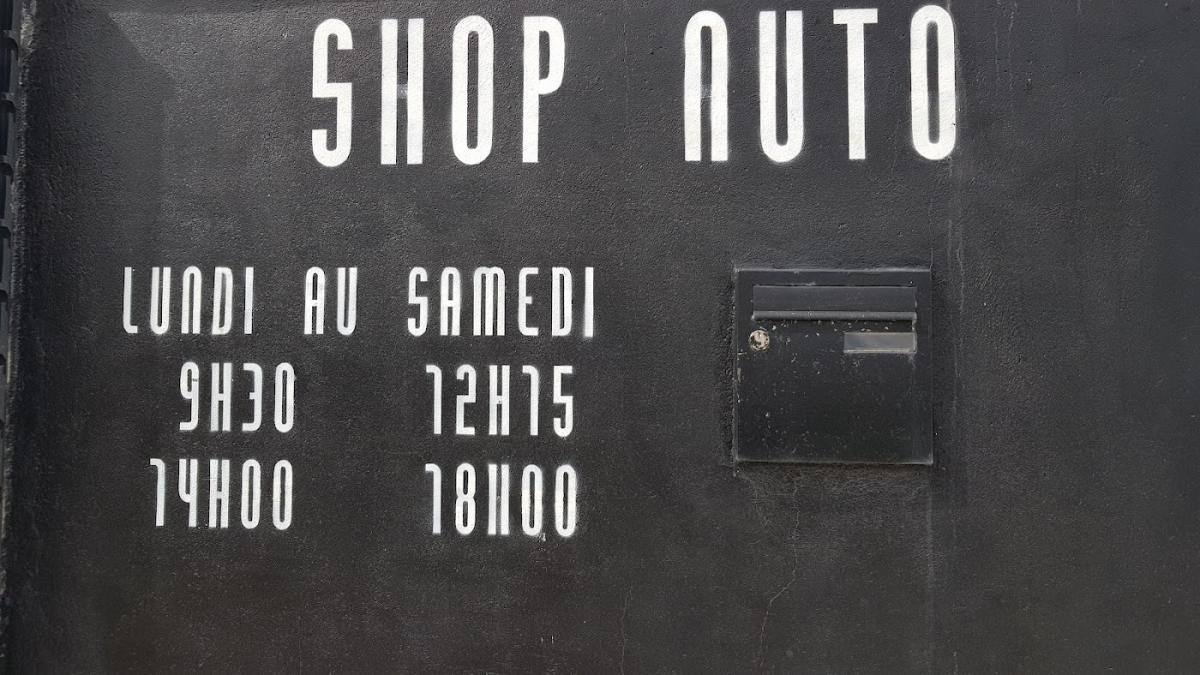 SHOP AUTO
LUNDI AU SAMEDI
9H30 12H15
14H00 18H00